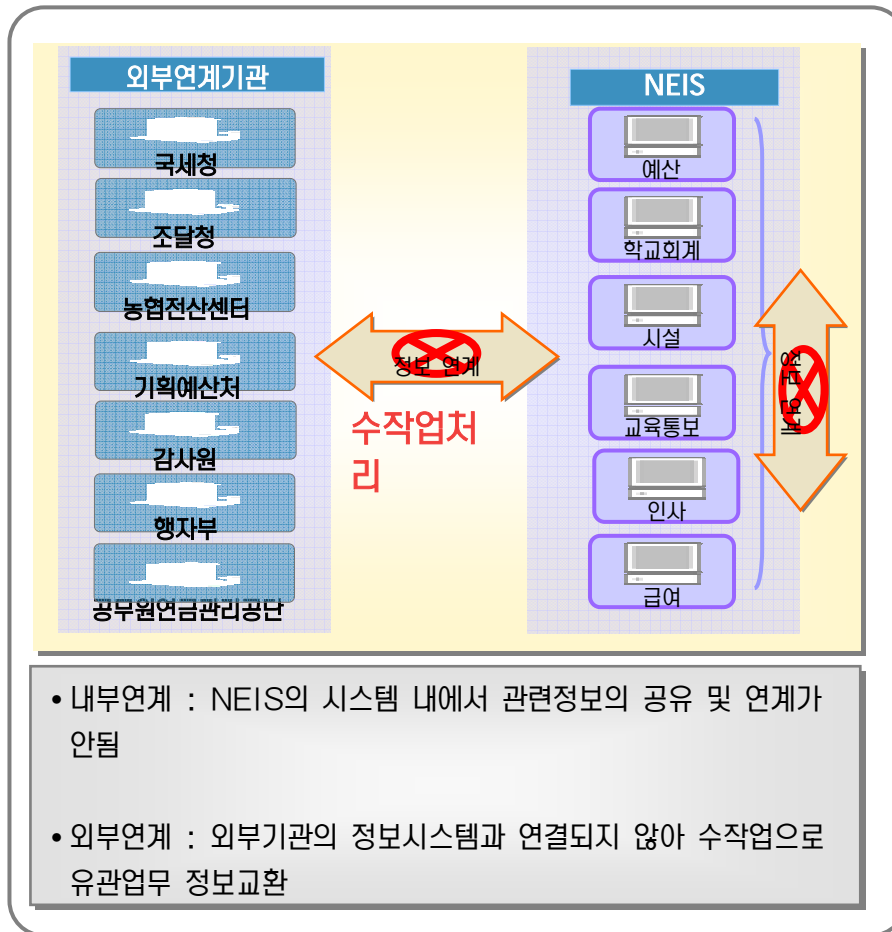 외부연계기관
국세청
조달청
농협전산센터
기획예산처
감사원
행자부
공무원연금관리공단
정보 연계
수작업처
리
NEIS
예산
학교회계
시설
교육통보
인사
급여
정보 연계
• 내부연계 : NEIS의 시스템 내에서 관련정보의 공유 및 연계가
안됨
• 외부연계 : 외부기관의 정보시스템과 연결되지 않아 수작업으로
유관업무 정보교환